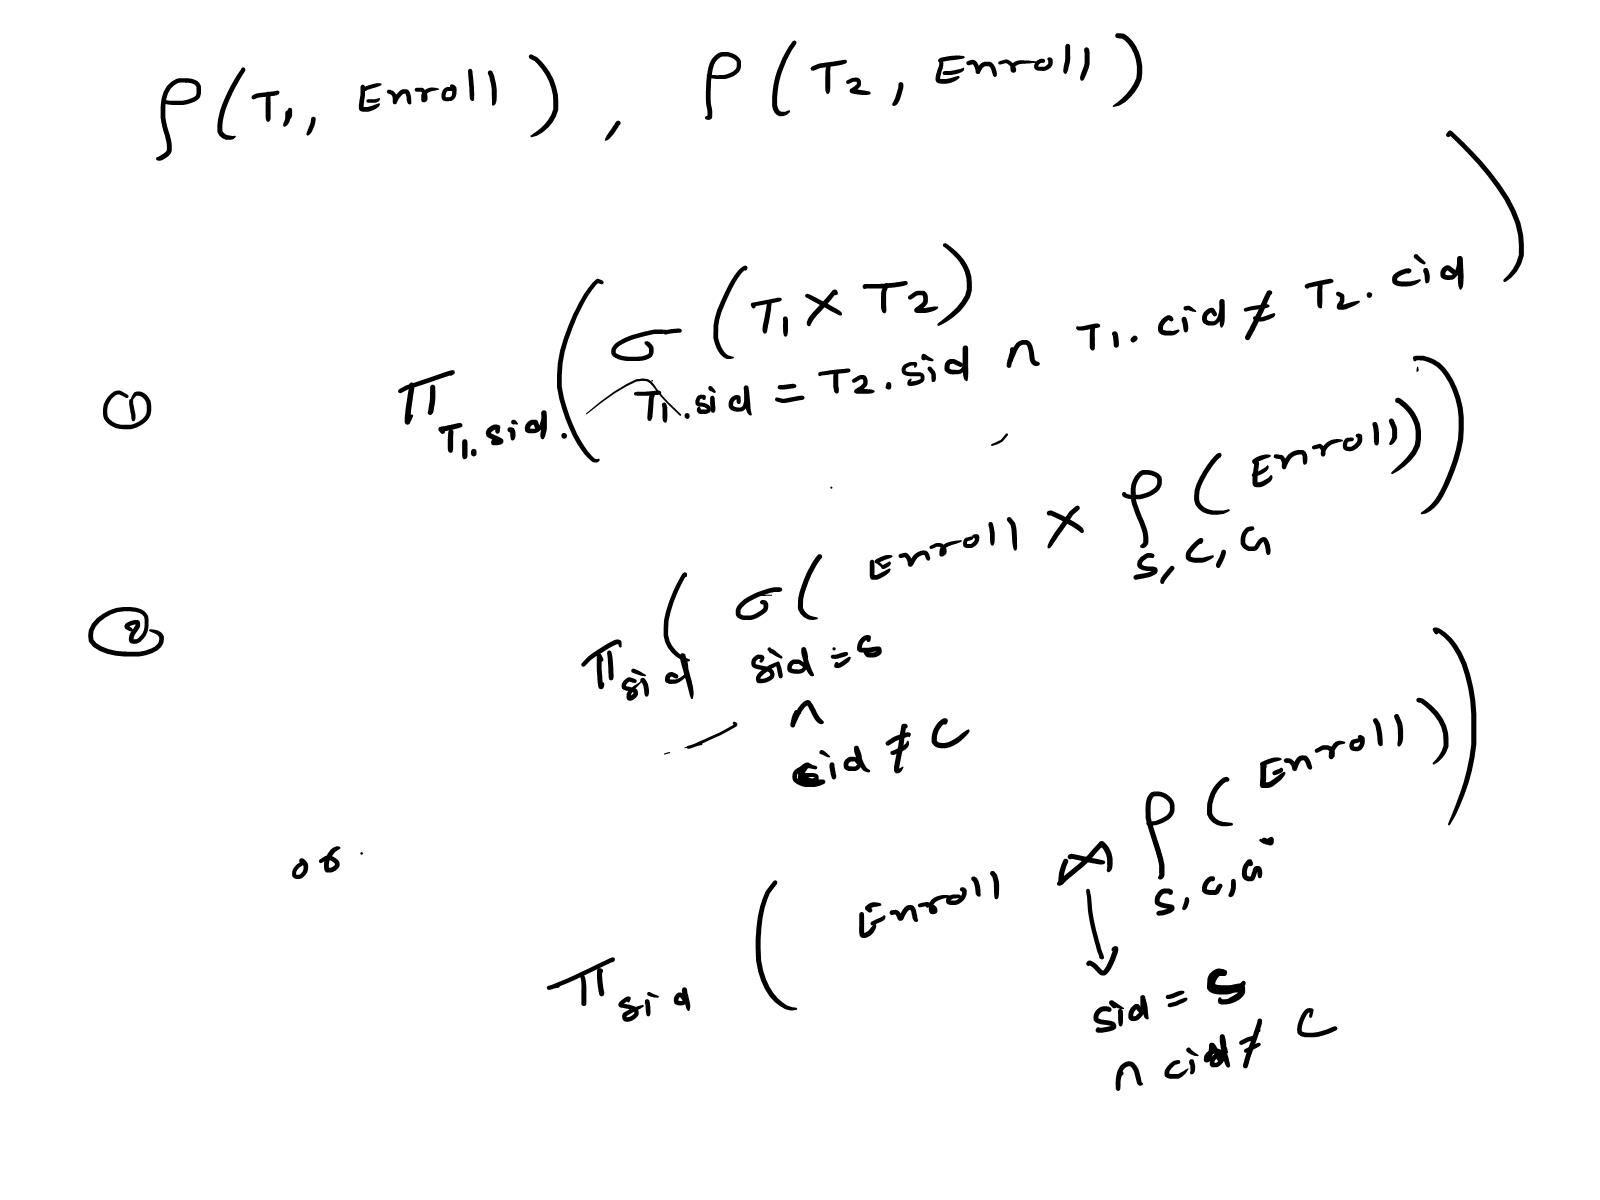 ρ(T1, Enroll) , ρ(T2, Enroll)
① π T1.sid. ( σ (T1 × T2)
T1.sid = T2.sid ∩ T1.cid ≠ T2.cid )
② π sid ( σ( Enroll × ρ (Enroll))
S, C, G
sid = s
∩
cid ≠ C
or
π sid ( Enroll ⋈ ρ (Enroll))
S, C, G
↓
sid = S
∩ cid ≠ C